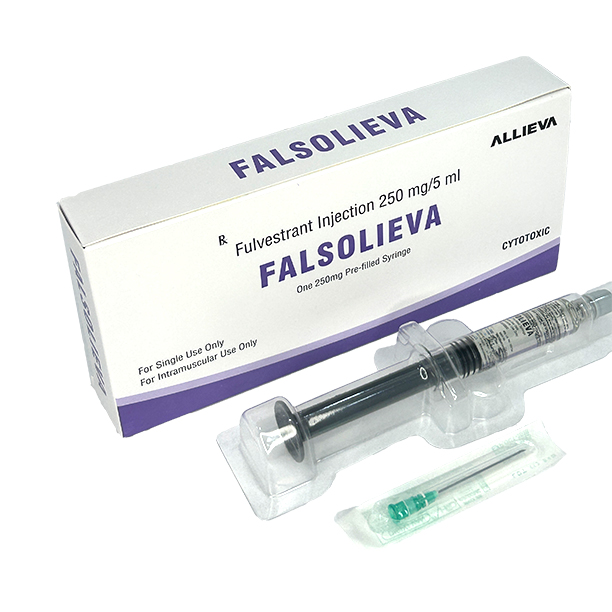 FALSOLIEVA
ALLIEVA
℞ Fulvestrant Injection 250 mg/5 ml
FALSOLIEVA
One 250mg Pre-filled Syringe
CYTOTOXIC
For Single Use Only
For Intramuscular Use Only
FALSOLIEVA
FALSOLIEVA